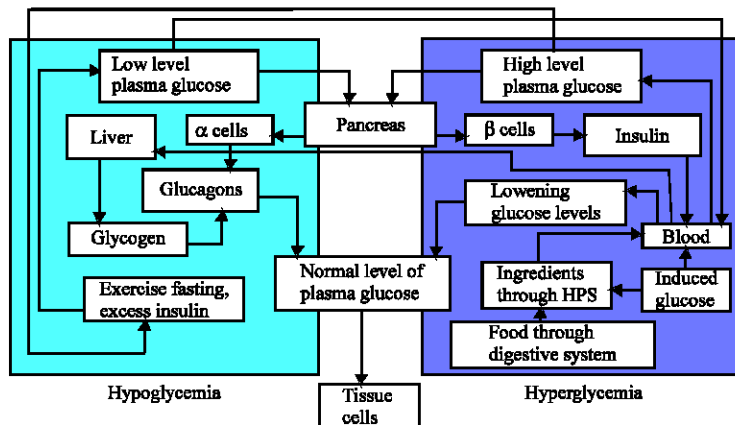 Low level
plasma glucose
High level
plasma glucose
Pancreas
Liver
α cells
β cells
Insulin
Glucagons
Lowening
glucose levels
Glycogen
Blood
Normal level of
plasma glucose
Ingredients
through HPS
Induced
glucose
Exercise fasting,
excess insulin
Food through
digestive system
Hypoglycemia
Hyperglycemia
Tissue
cells